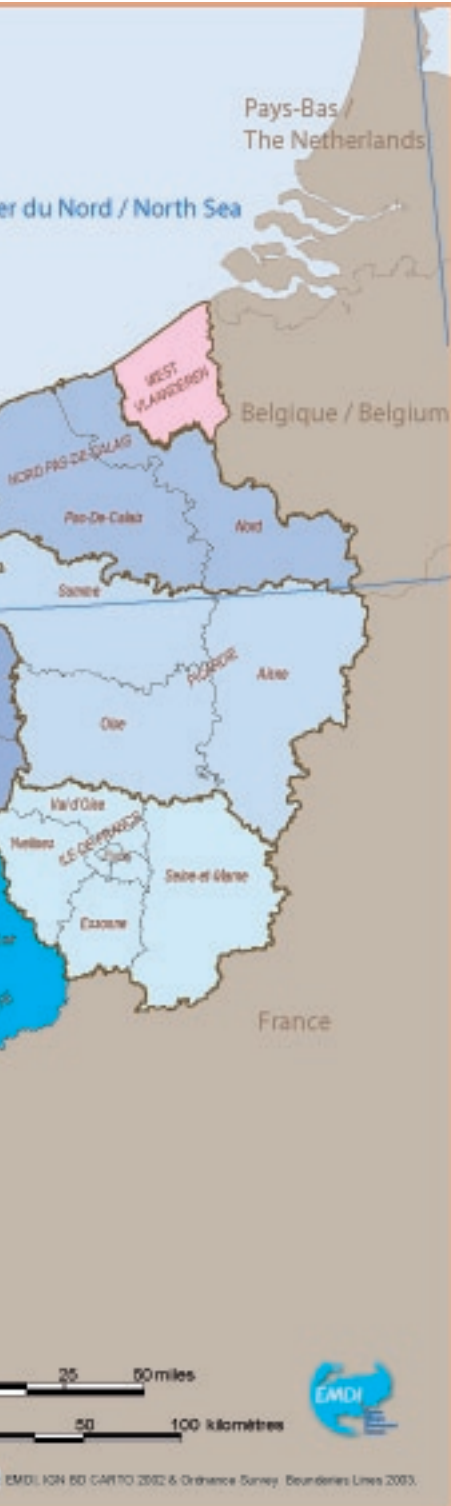 Pays-Bas /
The Netherlands
er du Nord / North Sea
WEST
VLAANDEREN
Belgique / Belgium
NORD PAS-DE-CALAIS
Pas-De-Calais
Nord
Somme
PICARDIE
Aisne
Oise
Val d'Oise
Yvelines
ILE DE FRANCE
Seine-et-Marne
Essonne
France
25 50 miles
50 100 kilomètres
EMDI
EMDI, IGN BD CARTO 2002 & Ordnance Survey Boundaries Lines 2003.